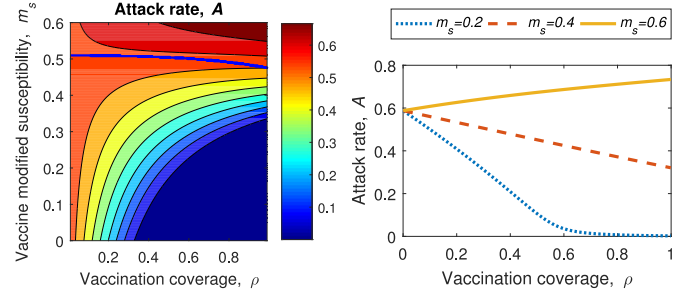 Attack rate, A
Vaccine modified susceptibility, m_s
0.6
0.5
0.4
0.3
0.2
0.1
0
0.2 0.4 0.6 0.8
Vaccination coverage, ρ
0.6
0.5
0.4
0.3
0.2
0.1
m_s=0.2 m_s=0.4 m_s=0.6
Attack rate, A
0.8
0.6
0.4
0.2
0
0 0.2 0.4 0.6 0.8 1
Vaccination coverage, ρ